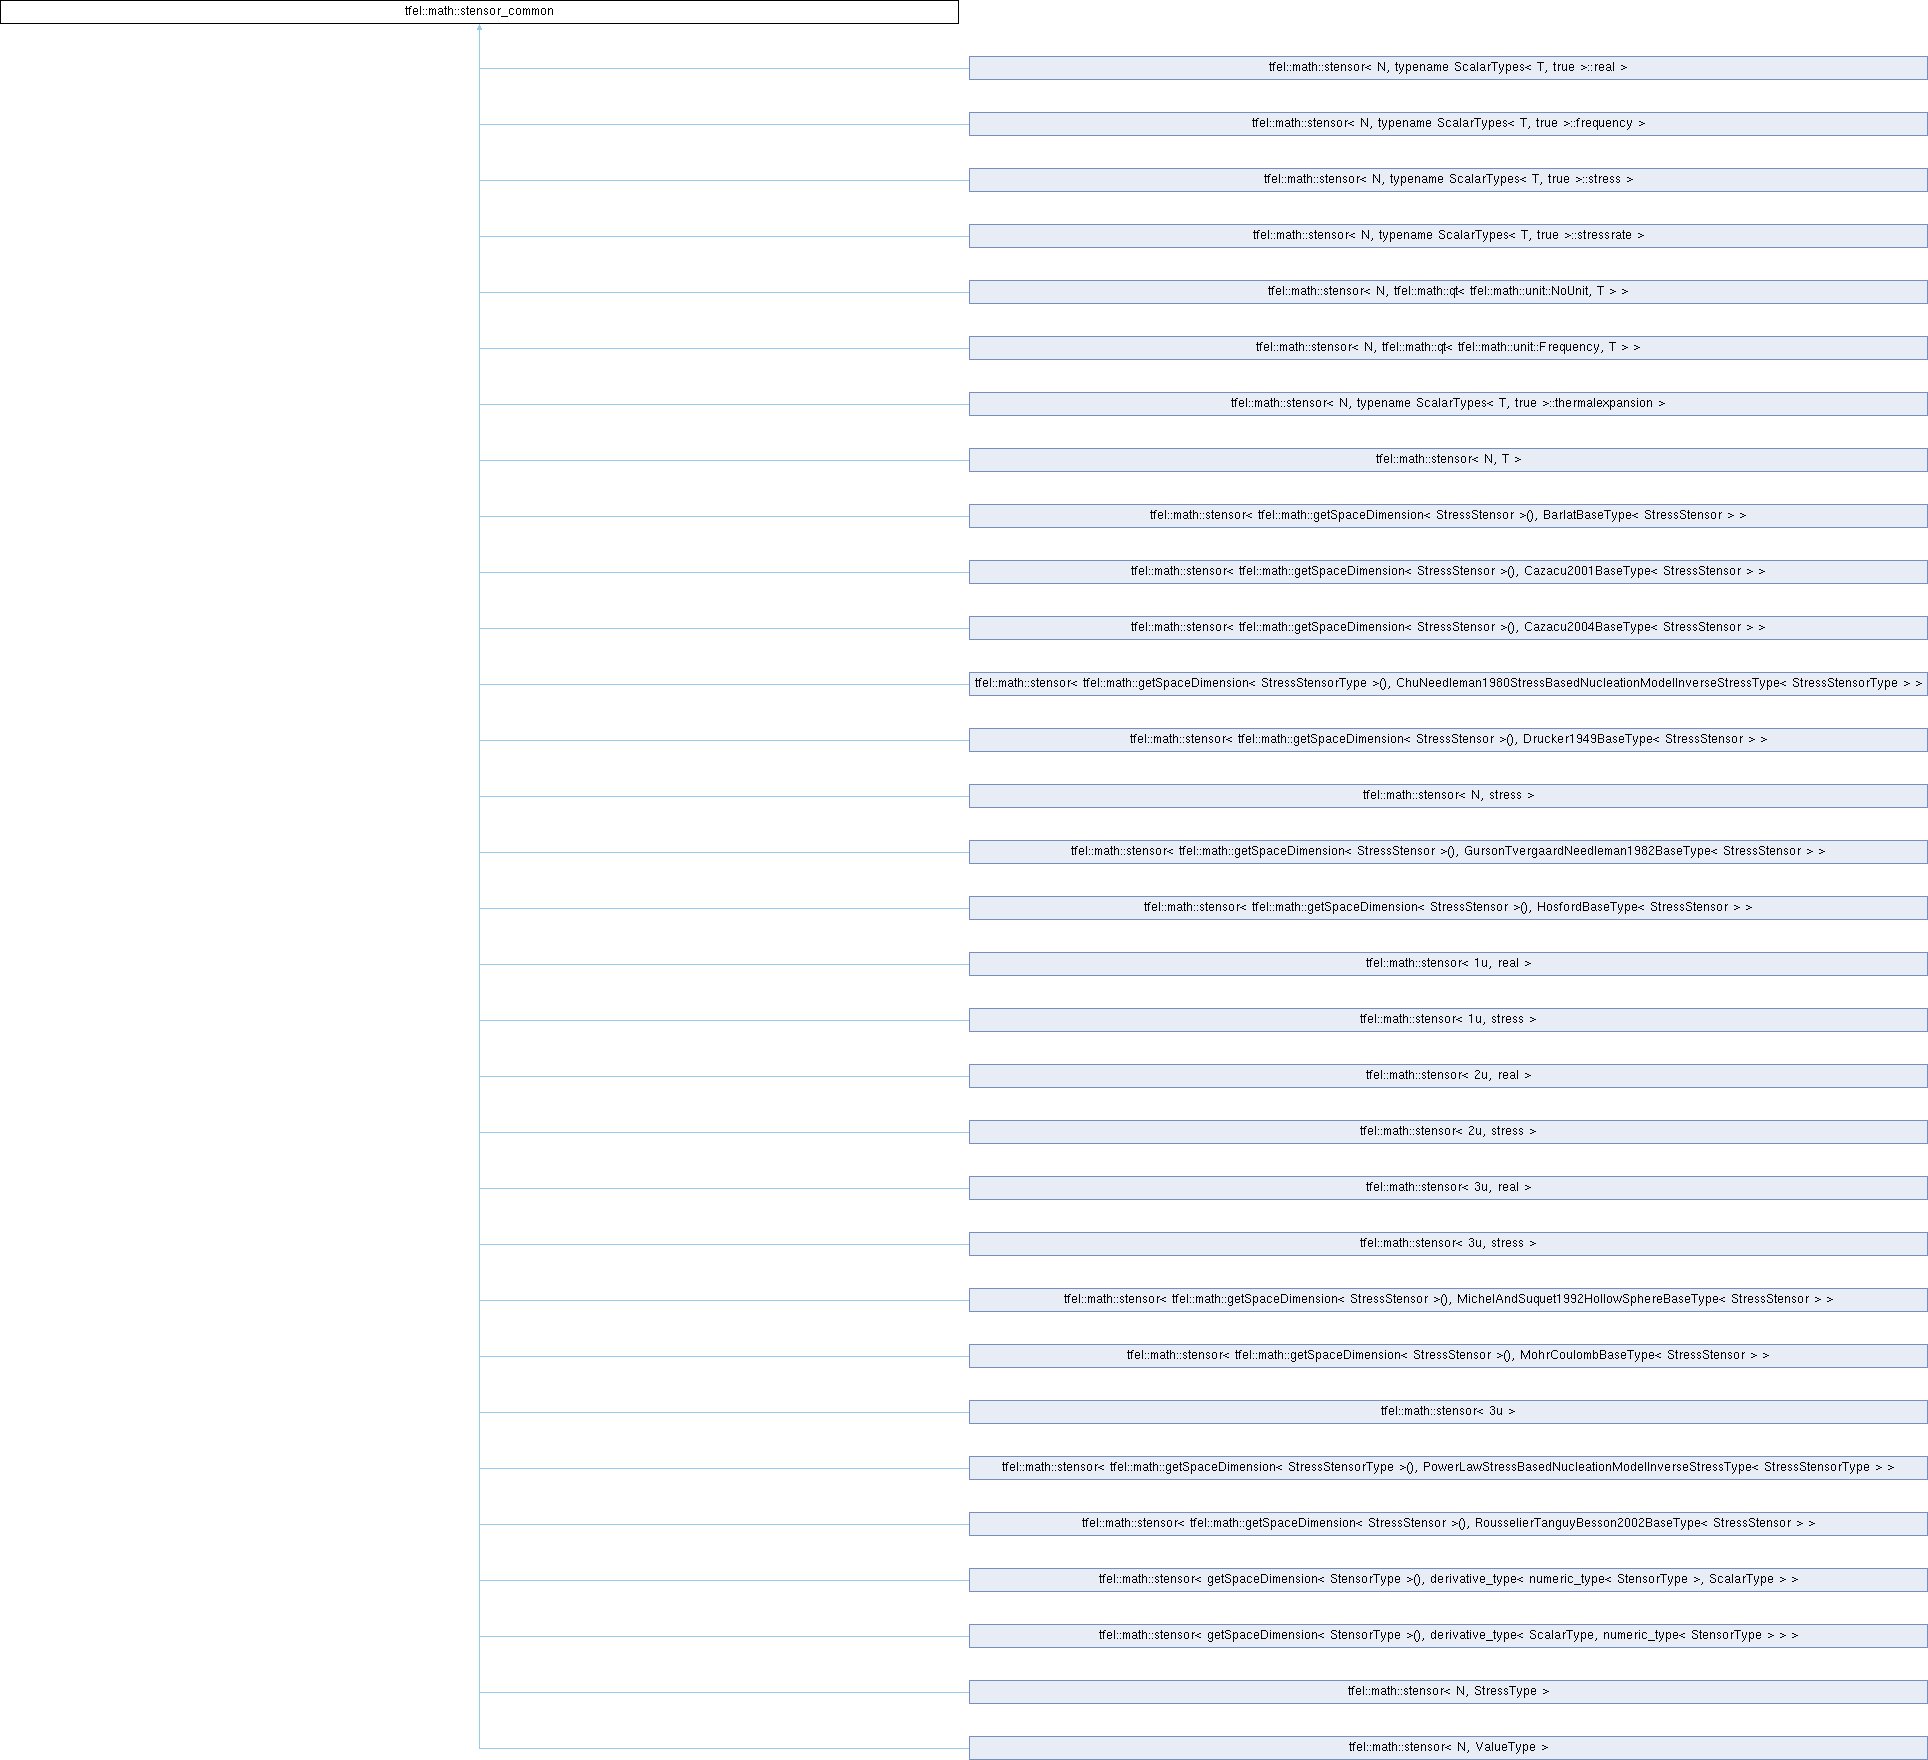 tfel::math::stensor_common
tfel::math::stensor< N, typename ScalarTypes< T, true >::real >
tfel::math::stensor< N, typename ScalarTypes< T, true >::frequency >
tfel::math::stensor< N, typename ScalarTypes< T, true >::stress >
tfel::math::stensor< N, typename ScalarTypes< T, true >::stressrate >
tfel::math::stensor< N, tfel::math::qt< tfel::math::unit::NoUnit, T > >
tfel::math::stensor< N, tfel::math::qt< tfel::math::unit::Frequency, T > >
tfel::math::stensor< N, typename ScalarTypes< T, true >::thermalexpansion >
tfel::math::stensor< N, T >
tfel::math::stensor< tfel::math::getSpaceDimension< StressStensor >(), BarlatBaseType< StressStensor > >
tfel::math::stensor< tfel::math::getSpaceDimension< StressStensor >(), Cazacu2001BaseType< StressStensor > >
tfel::math::stensor< tfel::math::getSpaceDimension< StressStensor >(), Cazacu2004BaseType< StressStensor > >
tfel::math::stensor< tfel::math::getSpaceDimension< StressStensorType >(), ChuNeedleman1980StressBasedNucleationModelInverseStressType< StressStensorType > >
tfel::math::stensor< tfel::math::getSpaceDimension< StressStensor >(), Drucker1949BaseType< StressStensor > >
tfel::math::stensor< N, stress >
tfel::math::stensor< tfel::math::getSpaceDimension< StressStensor >(), GursonTvergaardNeedleman1982BaseType< StressStensor > >
tfel::math::stensor< tfel::math::getSpaceDimension< StressStensor >(), HosfordBaseType< StressStensor > >
tfel::math::stensor< 1u, real >
tfel::math::stensor< 1u, stress >
tfel::math::stensor< 2u, real >
tfel::math::stensor< 2u, stress >
tfel::math::stensor< 3u, real >
tfel::math::stensor< 3u, stress >
tfel::math::stensor< tfel::math::getSpaceDimension< StressStensor >(), MichelAndSuquet1992HollowSphereBaseType< StressStensor > >
tfel::math::stensor< tfel::math::getSpaceDimension< StressStensor >(), MohrCoulombBaseType< StressStensor > >
tfel::math::stensor< 3u >
tfel::math::stensor< tfel::math::getSpaceDimension< StressStensorType >(), PowerLawStressBasedNucleationModelInverseStressType< StressStensorType > >
tfel::math::stensor< tfel::math::getSpaceDimension< StressStensor >(), RousselierTanguyBesson2002BaseType< StressStensor > >
tfel::math::stensor< getSpaceDimension< StensorType >(), derivative_type< numeric_type< StensorType >, ScalarType > >
tfel::math::stensor< getSpaceDimension< StensorType >(), derivative_type< ScalarType, numeric_type< StensorType > > >
tfel::math::stensor< N, StressType >
tfel::math::stensor< N, ValueType >